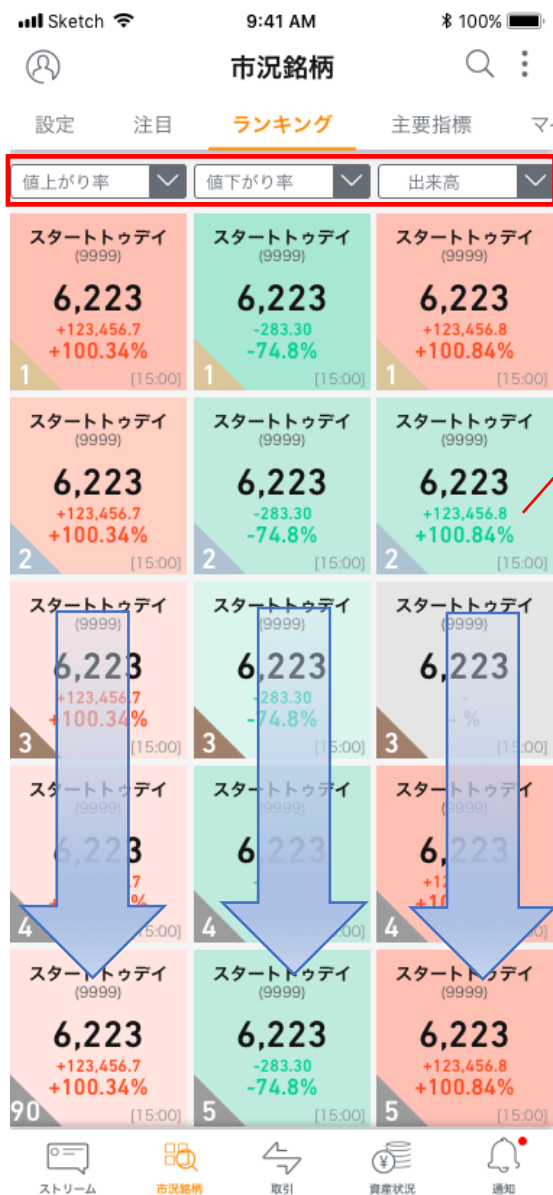 Sketch 9:41 AM 100%
市況銘柄
設定 注目 ランキング 主要指標 マ
値上がり率 値下がり率 出来高
スタートトゥデイ スタートトゥデイ スタートトゥデイ
(9999) (9999) (9999)
6,223 6,223 6,223
+123,456.7 -283.30 +123,456.8
+100.34% -74.8% +100.84%
1 [15:00] 1 [15:00] 1 [15:00]
スタートトゥデイ スタートトゥデイ スタートトゥデイ
(9999) (9999) (9999)
6,223 6,223 6,223
+123,456.7 -283.30 +123,456.8
+100.34% -74.8% +100.84%
2 [15:00] 2 [15:00] 2 [15:00]
スタートトゥデイ スタートトゥデイ スタートトゥデイ
(9999) (9999) (9999)
6,223 6,223 6,223
+123,456.7 -283.30 -
+100.34% -74.8% - %
3 [15:00] 3 [15:00] 3 [15:00]
スタートトゥデイ スタートトゥデイ スタートトゥデイ
(9999) (9999) (9999)
6,223 6,223 6,223
4 4 4
スタートトゥデイ スタートトゥデイ スタートトゥデイ
(9999) (9999) (9999)
6,223 6,223 6,223
+123,456.7 -283.30 +123,456.8
+100.34% -74.8% +100.84%
90 [15:00] 5 [15:00] 5 [15:00]
ストリーム 市況銘柄 取引 資産状況 通知